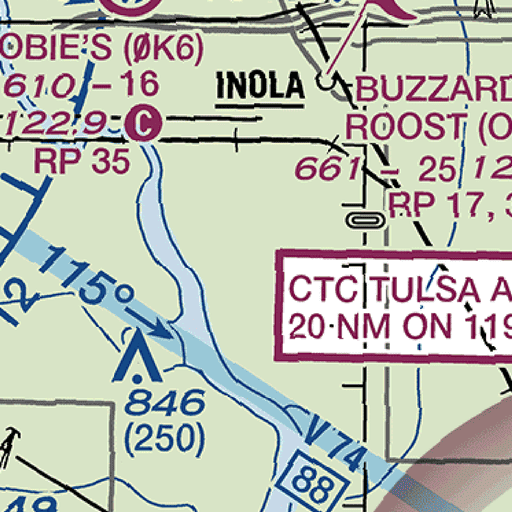 OBIE'S (ØK6)
610 - 16
122.9 C
RP 35
INOLA
BUZZARD
ROOST (O
661 - 25 12
RP 17, 3
CTC TULSA A
20 NM ON 119
115°
12
846
(250)
V 74
88
48